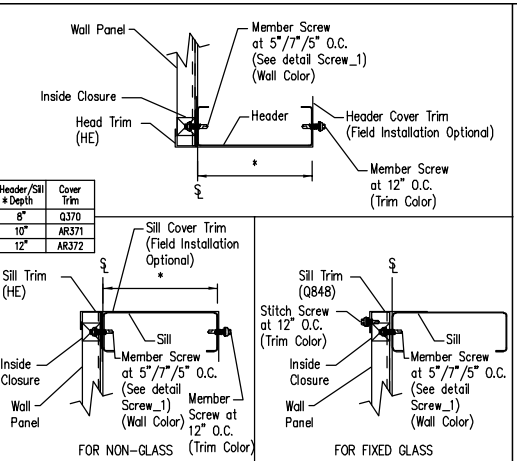 Wall Panel
Member Screw
at 5"/7"/5" O.C.
(See detail Screw_1)
(Wall Color)
Inside Closure
Head Trim
(HE)
Header
Header Cover Trim
(Field Installation Optional)
*
Member Screw
at 12" O.C.
(Trim Color)
Header/Sill
* Depth
Cover
Trim
8" Q370
10" AR371
12" AR372
Sill Cover Trim
(Field Installation
Optional)
*
Sill Trim
(HE)
Sill
Inside
Closure
Wall
Panel
Member Screw
at 5"/7"/5" O.C.
(See detail
Screw_1)
(Wall Color)
Member
Screw at
12" O.C.
(Trim Color)
FOR NON-GLASS
Sill Trim
(Q848)
Stitch Screw
at 12" O.C.
(Trim Color)
Sill
Inside
Closure
Wall
Panel
Member Screw
at 5"/7"/5" O.C.
(See detail
Screw_1)
(Wall Color)
FOR FIXED GLASS